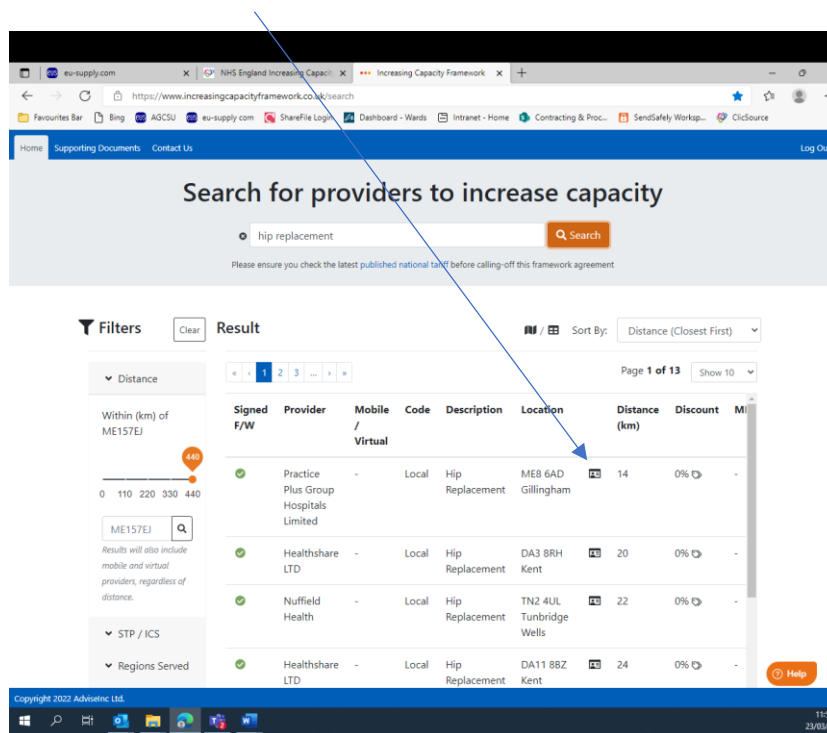 eu-supply.com
NHS England Increasing Capacit
Increasing Capacity Framework
https://www.increasingcapacityframework.co.uk/search
Favourites Bar Bing AGCSU eu-supply com ShareFile Login Dashboard - Wards Intranet - Home Contracting & Proc... SendSafely Worksp... ClicSource
Home Supporting Documents Contact Us Log Ou
Search for providers to increase capacity
hip replacement Search
Please ensure you check the latest published national tariff before calling-off this framework agreement
Filters Clear
Result / Sort By: Distance (Closest First)
« ‹ 1 2 3 ... › »
Page 1 of 13 Show 10
Distance
Within (km) of
ME157EJ
440
0 110 220 330 440
ME157EJ
Results will also include
mobile and virtual
providers, regardless of
distance.
STP / ICS
Regions Served
Signed F/W Provider Mobile / Virtual Code Description Location Distance (km) Discount
Practice Plus Group Hospitals Limited - Local Hip Replacement ME8 6AD Gillingham 14 0% -
Healthshare LTD - Local Hip Replacement DA3 8RH Kent 20 0% -
Nuffield Health - Local Hip Replacement TN2 4UL Tunbridge Wells 22 0% -
Healthshare LTD - Local Hip Replacement DA11 8BZ Kent 24 0% -
Help
Copyright 2022 AdviseInc Ltd.